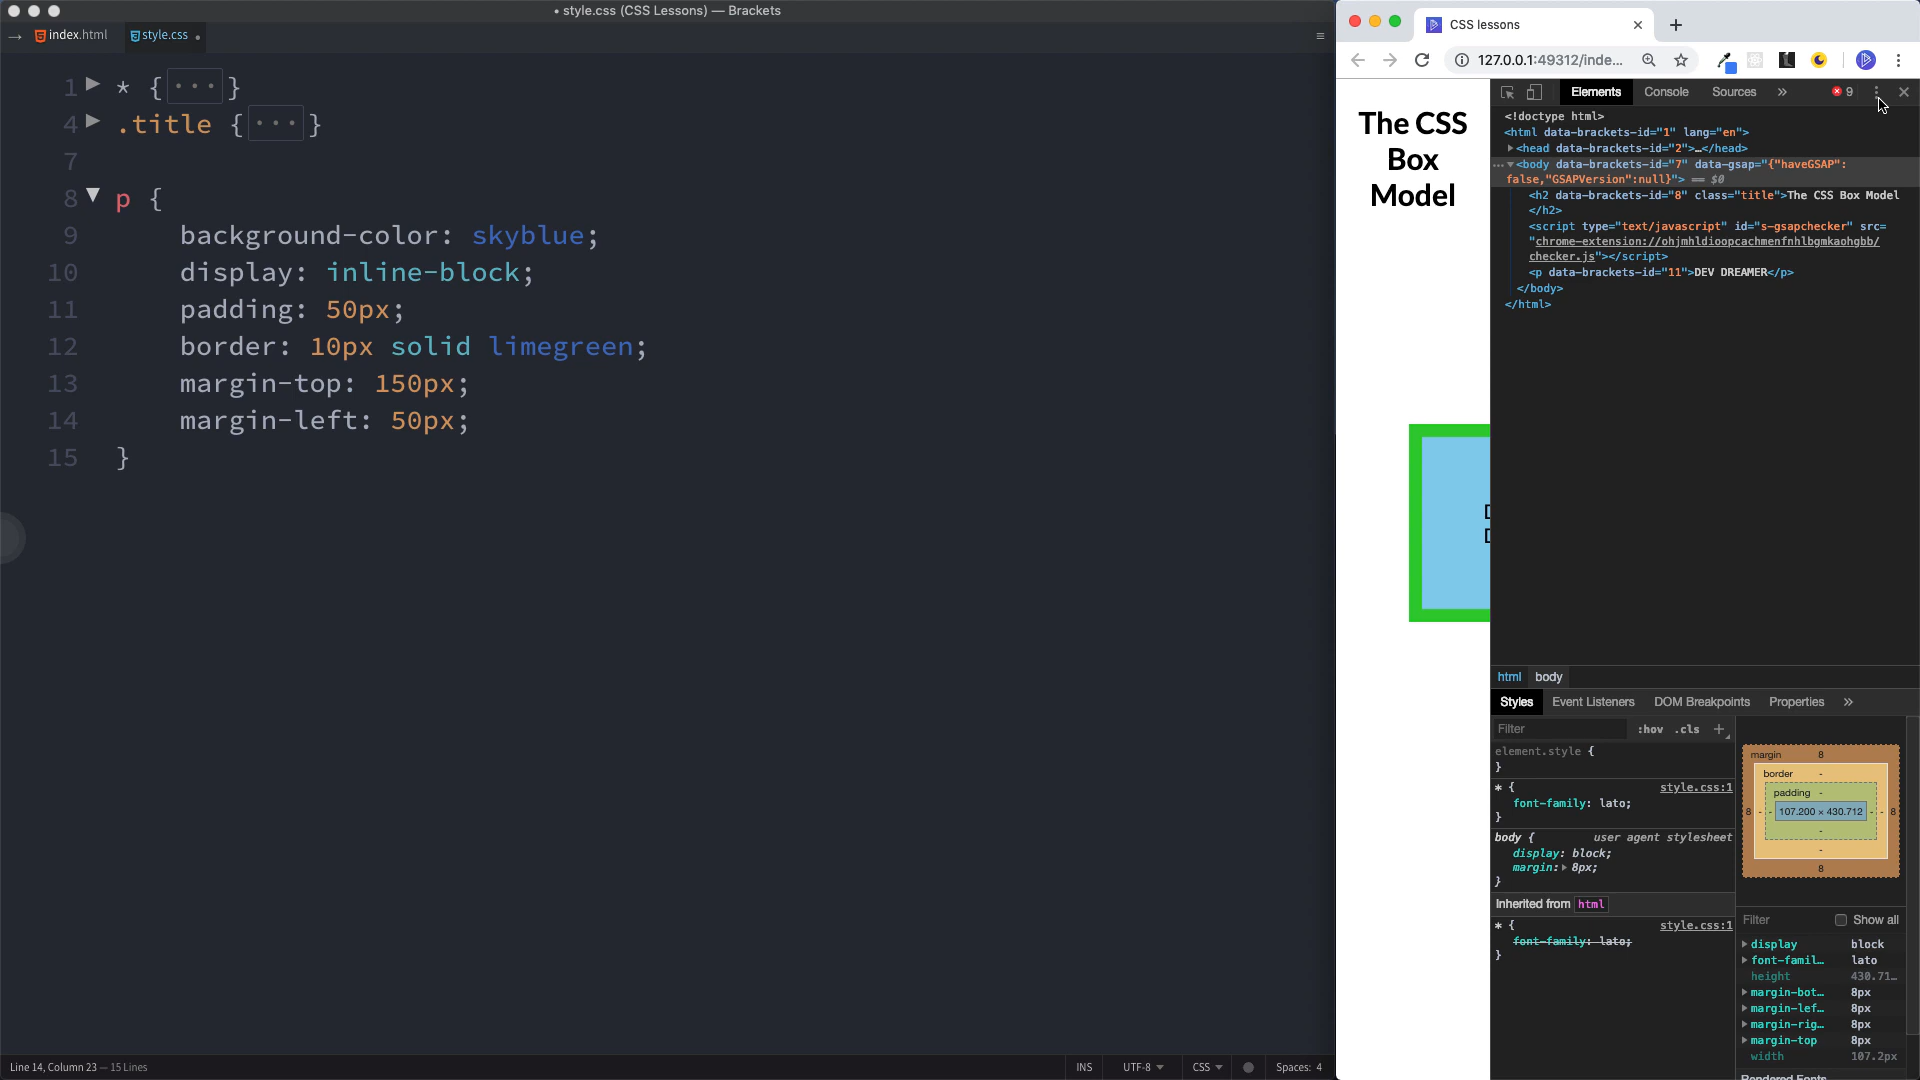 • style.css (CSS Lessons) — Brackets
→ index.html style.css •
1 * {...}
4 .title {...}
7
8 p {
9 background-color: skyblue;
10 display: inline-block;
11 padding: 50px;
12 border: 10px solid limegreen;
13 margin-top: 150px;
14 margin-left: 50px;
15 }
Line 14, Column 23 — 15 Lines
INS UTF-8 CSS Spaces: 4
CSS lessons
127.0.0.1:49312/inde...
The CSS
Box
Model
Elements Console Sources » 9
<!doctype html>
<html data-brackets-id="1" lang="en">
<head data-brackets-id="2">…</head>
<body data-brackets-id="7" data-gsap="{"haveGSAP":
false,"GSAPVersion":null}"> == $0
<h2 data-brackets-id="8" class="title">The CSS Box Model
</h2>
<script type="text/javascript" id="s-gsapchecker" src=
"chrome-extension://ohjmhldioopcachmenfnhlbgmkaohgbb/
checker.js"></script>
<p data-brackets-id="11">DEV DREAMER</p>
</body>
</html>
html body
Styles Event Listeners DOM Breakpoints Properties »
Filter :hov .cls +
element.style {
}
* { style.css:1
font-family: lato;
}
body { user agent stylesheet
display: block;
margin: 8px;
}
Inherited from html
* { style.css:1
font-family: lato;
}
margin 8
border -
padding -
8 - - 107.200 × 430.712 - - 8
-
-
8
Filter Show all
display block
font-famil… lato
height 430.71…
margin-bot… 8px
margin-lef… 8px
margin-rig… 8px
margin-top 8px
width 107.2px
Rendered Fonts